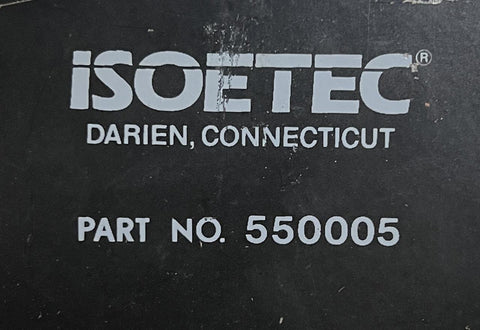 iSOETEC®
DARIEN, CONNECTICUT
PART NO. 550005